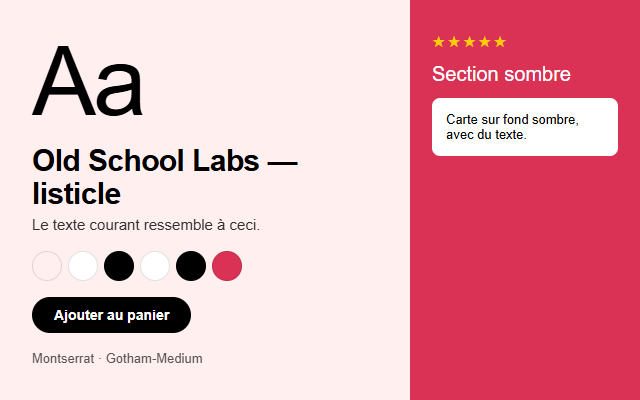 Aa
Old School Labs —
listicle
Le texte courant ressemble à ceci.
Ajouter au panier
Montserrat · Gotham-Medium
★★★★★
Section sombre
Carte sur fond sombre,
avec du texte.